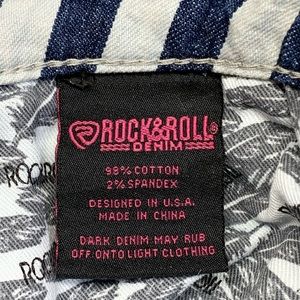 ROCK&ROLL®
DENIM
98% COTTON
2% SPANDEX
DESIGNED IN U.S.A.
MADE IN CHINA
DARK DENIM MAY RUB
OFF ONTO LIGHT CLOTHING